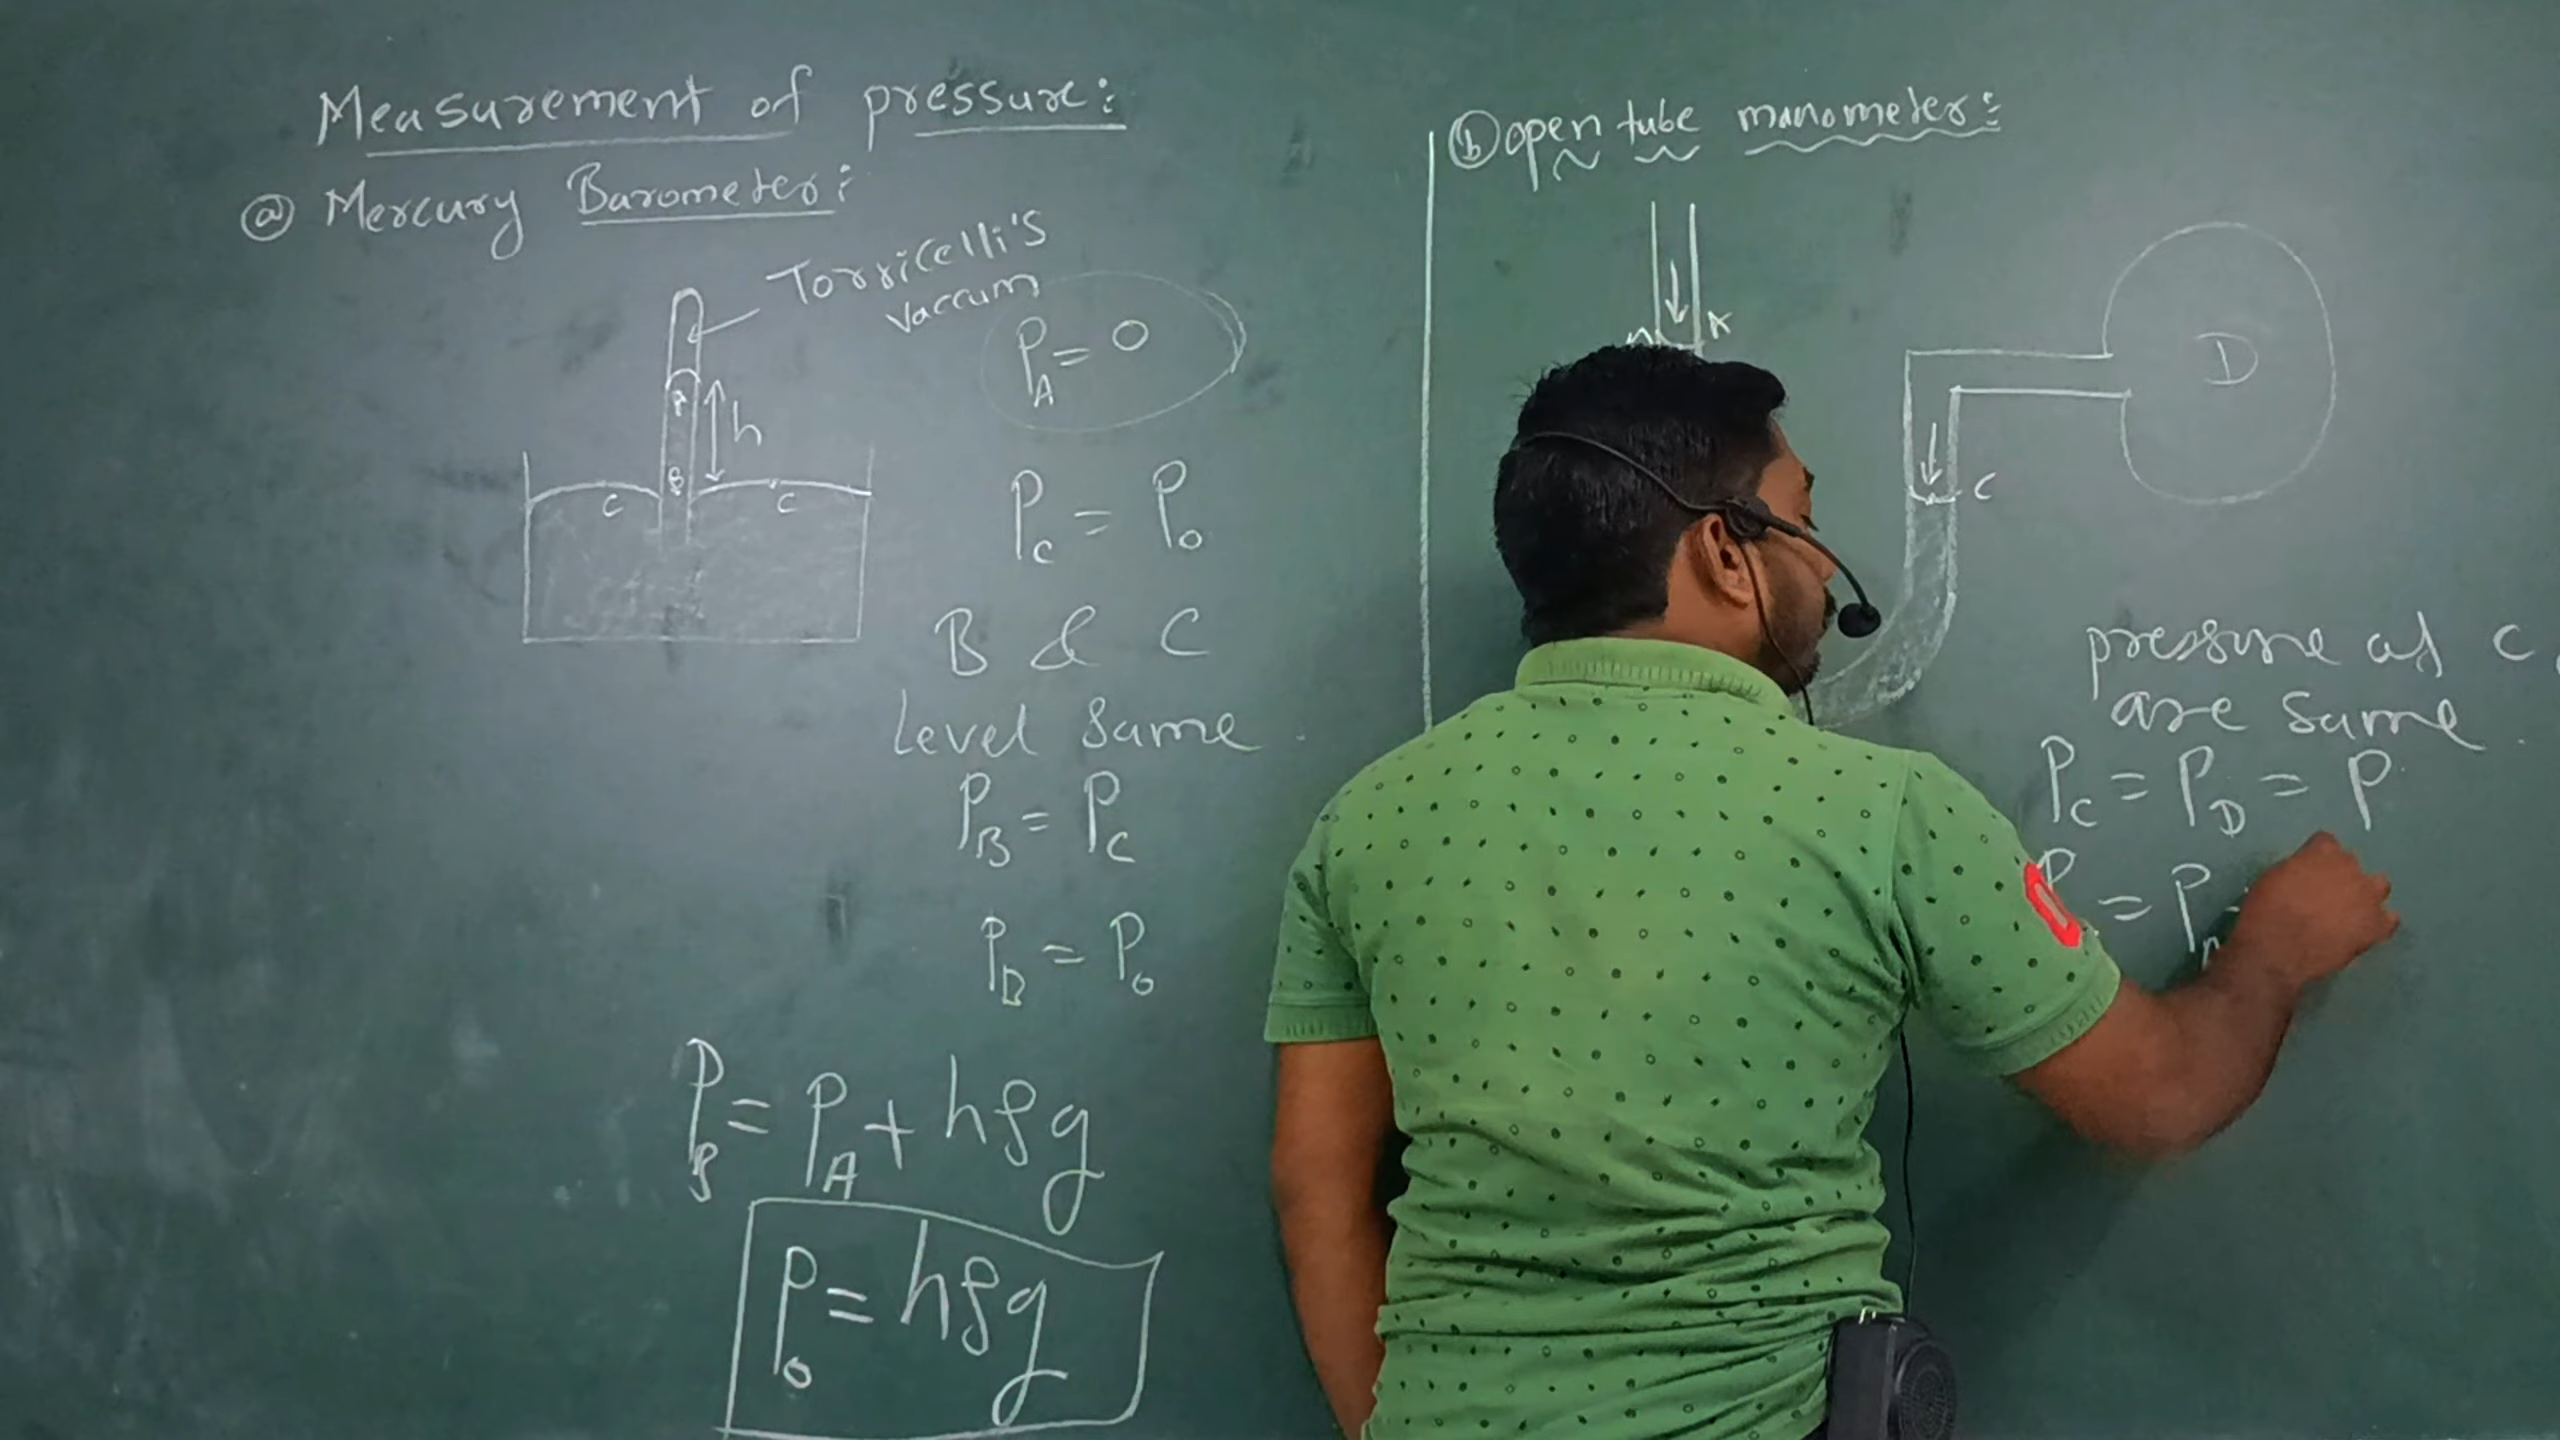 Measurement of pressure:
(a) Mercury Barometer:
Torricelli's
Vaccum
P_A = 0
A
h
B
C
C
P_C = P_0
B & C
Level Same
P_B = P_C
P_B = P_0
P_B = P_A + hρg
P_0 = hρg
(b) open tube manometer:
A
D
C
pressure at C
are same.
P_C = P_D = P
P = P